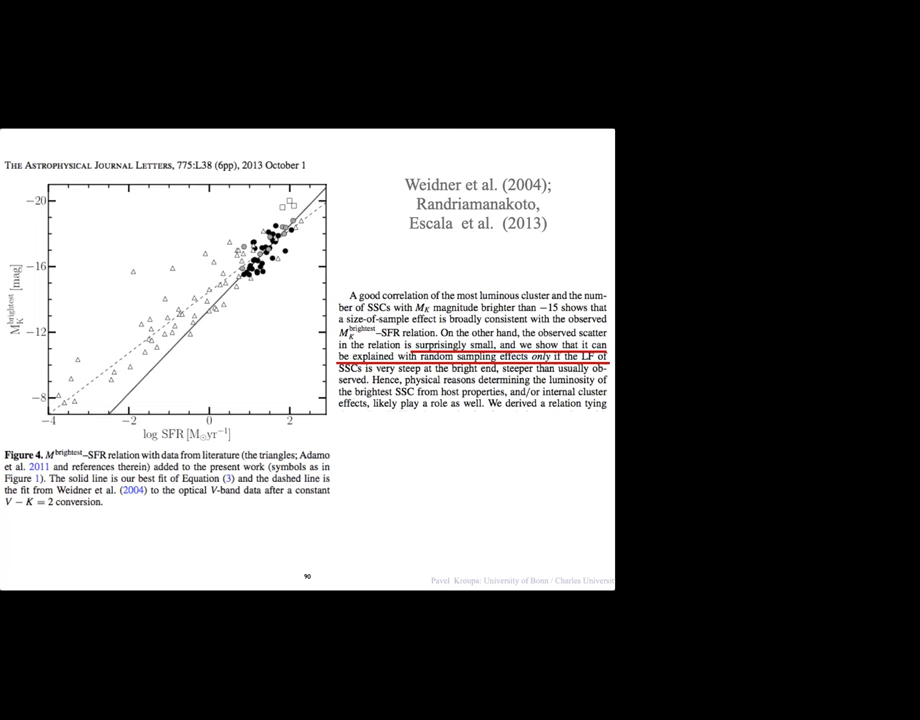 THE ASTROPHYSICAL JOURNAL LETTERS, 775:L38 (6pp), 2013 October 1
Weidner et al. (2004);
Randriamanakoto,
Escala et al. (2013)
−20
−16
−12
−8
M_K^brightest [mag]
−4
−2
0
2
log SFR [M⊙yr⁻¹]
A good correlation of the most luminous cluster and the num-
ber of SSCs with M_K magnitude brighter than −15 shows that
a size-of-sample effect is broadly consistent with the observed
M_K^brightest–SFR relation. On the other hand, the observed scatter
in the relation is surprisingly small, and we show that it can
be explained with random sampling effects only if the LF of
SSCs is very steep at the bright end, steeper than usually ob-
served. Hence, physical reasons determining the luminosity of
the brightest SSC from host properties, and/or internal cluster
effects, likely play a role as well. We derived a relation tying
Figure 4. M^brightest–SFR relation with data from literature (the triangles; Adamo
et al. 2011 and references therein) added to the present work (symbols as in
Figure 1). The solid line is our best fit of Equation (3) and the dashed line is
the fit from Weidner et al. (2004) to the optical V-band data after a constant
V − K = 2 conversion.
90
Pavel Kroupa: University of Bonn / Charles Universit